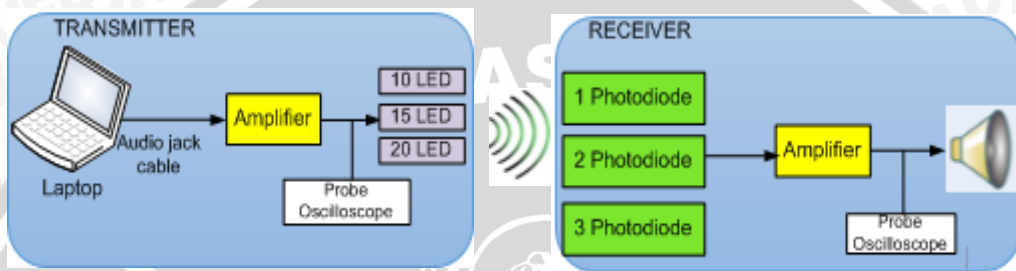 TRANSMITTER
Laptop
Audio jack
cable
Amplifier
10 LED
15 LED
20 LED
Probe
Oscilloscope
RECEIVER
1 Photodiode
2 Photodiode
3 Photodiode
Amplifier
Probe
Oscilloscope